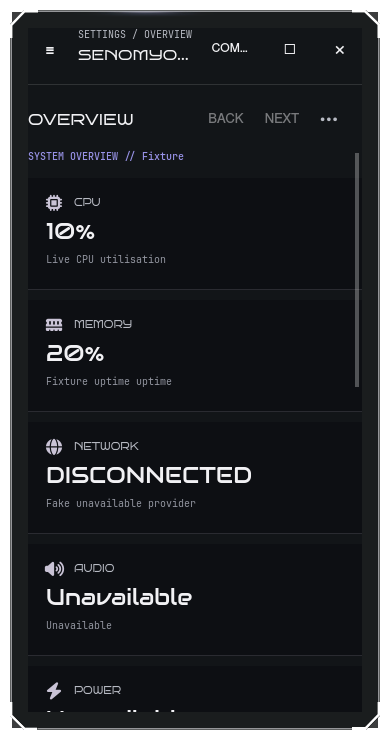 SETTINGS / OVERVIEW
SENOMYO...
COM...
OVERVIEW
BACK
NEXT
SYSTEM OVERVIEW // Fixture
CPU
10%
Live CPU utilisation
MEMORY
20%
Fixture uptime uptime
NETWORK
DISCONNECTED
Fake unavailable provider
AUDIO
Unavailable
Unavailable
POWER